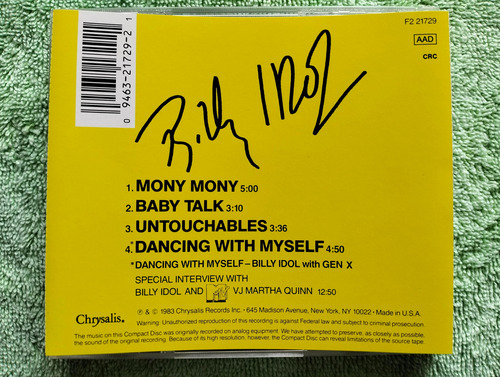 F2 21729
AAD
CRC
0 9463-21729-2 1
Billy Idol
1. MONY MONY 5:00
2. BABY TALK 3:10
3. UNTOUCHABLES 3:36
4. DANCING WITH MYSELF 4:50
*DANCING WITH MYSELF – BILLY IDOL with GEN X
SPECIAL INTERVIEW WITH
BILLY IDOL AND MTV VJ MARTHA QUINN 12:50
Chrysalis.
℗ & © 1983 Chrysalis Records Inc. • 645 Madison Avenue, New York, NY 10022 • Made in U.S.A.
Warning: Unauthorized reproduction of this recording is against Federal law and subject to criminal prosecution.
The music on this Compact Disc was originally recorded on analog equipment. We have attempted to preserve, as closely as possible,
the sound of the original recording. Because of its high resolution, however, the Compact Disc can reveal limitations of the source tape.